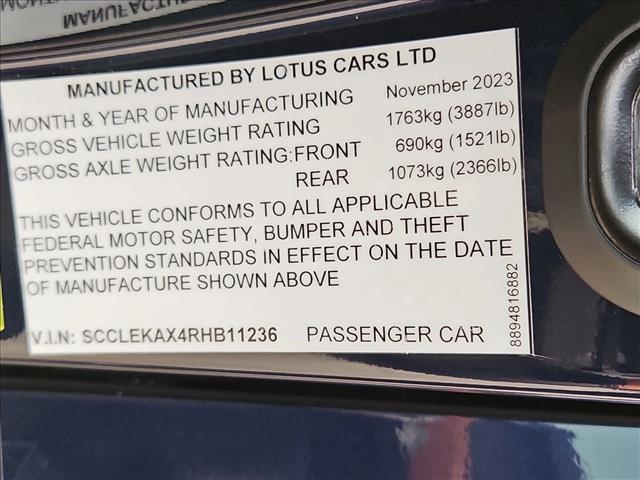 MANUFACTURED BY LOTUS CARS LTD
MONTH & YEAR OF MANUFACTURING November 2023
GROSS VEHICLE WEIGHT RATING 1763kg (3887lb)
GROSS AXLE WEIGHT RATING:FRONT 690kg (1521lb)
REAR 1073kg (2366lb)
THIS VEHICLE CONFORMS TO ALL APPLICABLE
FEDERAL MOTOR SAFETY, BUMPER AND THEFT
PREVENTION STANDARDS IN EFFECT ON THE DATE
OF MANUFACTURE SHOWN ABOVE
V.I.N: SCCLEKAX4RHB11236 PASSENGER CAR
8894816882